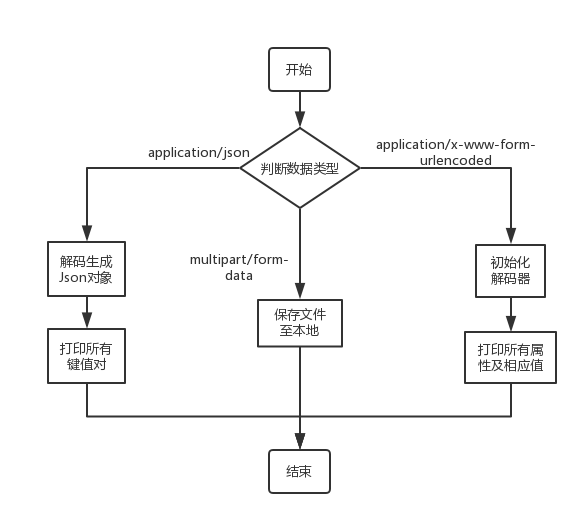 开始
application/json
application/x-www-form-
urlencoded
判断数据类型
解码生成
Json对象
multipart/form-
data
初始化
解码器
保存文件
至本地
打印所有
键值对
打印所有属
性及相应值
结束